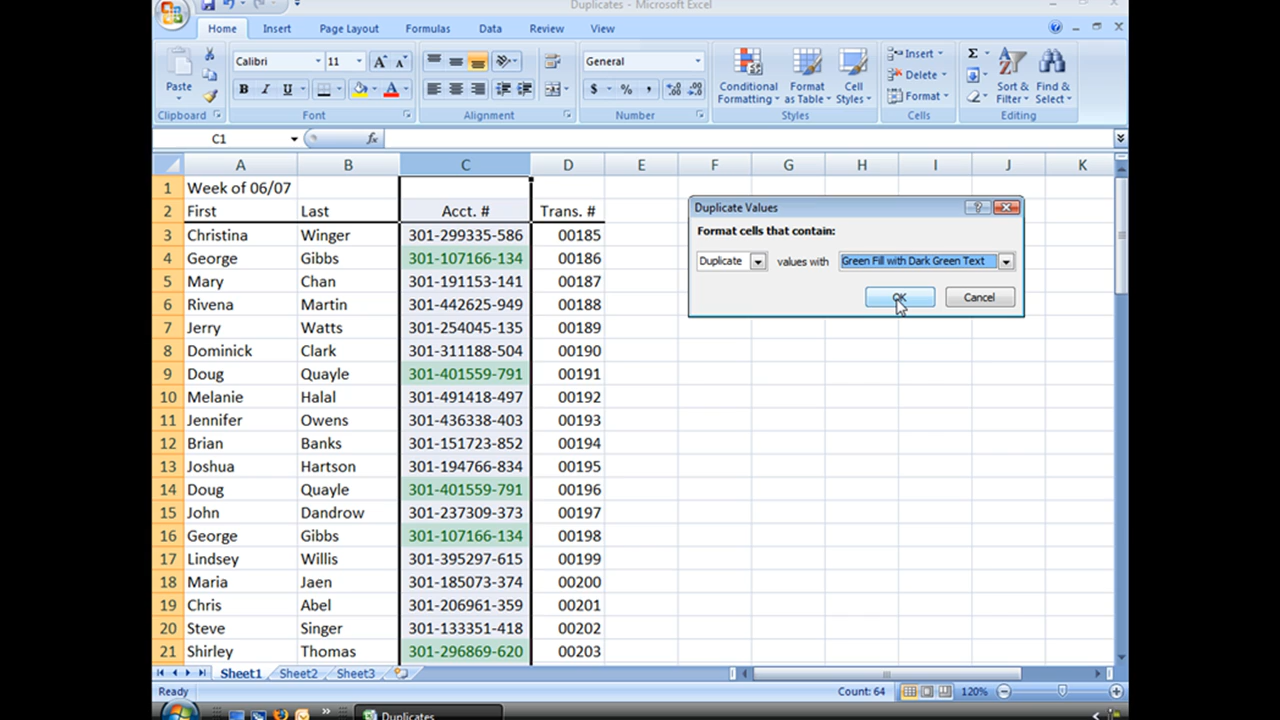 Duplicates - Microsoft Excel
Home Insert Page Layout Formulas Data Review View
Calibri 11 General
Paste B I U A $ % , Conditional Formatting Format as Table Cell Styles Insert Delete Format Σ Sort & Filter Find & Select
Clipboard Font Alignment Number Styles Cells Editing
C1 fx
A B C D E F G H I J K
1 Week of 06/07
2 First Last Acct. # Trans. #
3 Christina Winger 301-299335-586 00185
4 George Gibbs 301-107166-134 00186
5 Mary Chan 301-191153-141 00187
6 Rivena Martin 301-442625-949 00188
7 Jerry Watts 301-254045-135 00189
8 Dominick Clark 301-311188-504 00190
9 Doug Quayle 301-401559-791 00191
10 Melanie Halal 301-491418-497 00192
11 Jennifer Owens 301-436338-403 00193
12 Brian Banks 301-151723-852 00194
13 Joshua Hartson 301-194766-834 00195
14 Doug Quayle 301-401559-791 00196
15 John Dandrow 301-237309-373 00197
16 George Gibbs 301-107166-134 00198
17 Lindsey Willis 301-395297-615 00199
18 Maria Jaen 301-185073-374 00200
19 Chris Abel 301-206961-359 00201
20 Steve Singer 301-133351-418 00202
21 Shirley Thomas 301-296869-620 00203
Duplicate Values
Format cells that contain:
Duplicate values with Green Fill with Dark Green Text
OK Cancel
Sheet1 Sheet2 Sheet3
Ready Count: 64 120%
Duplicates